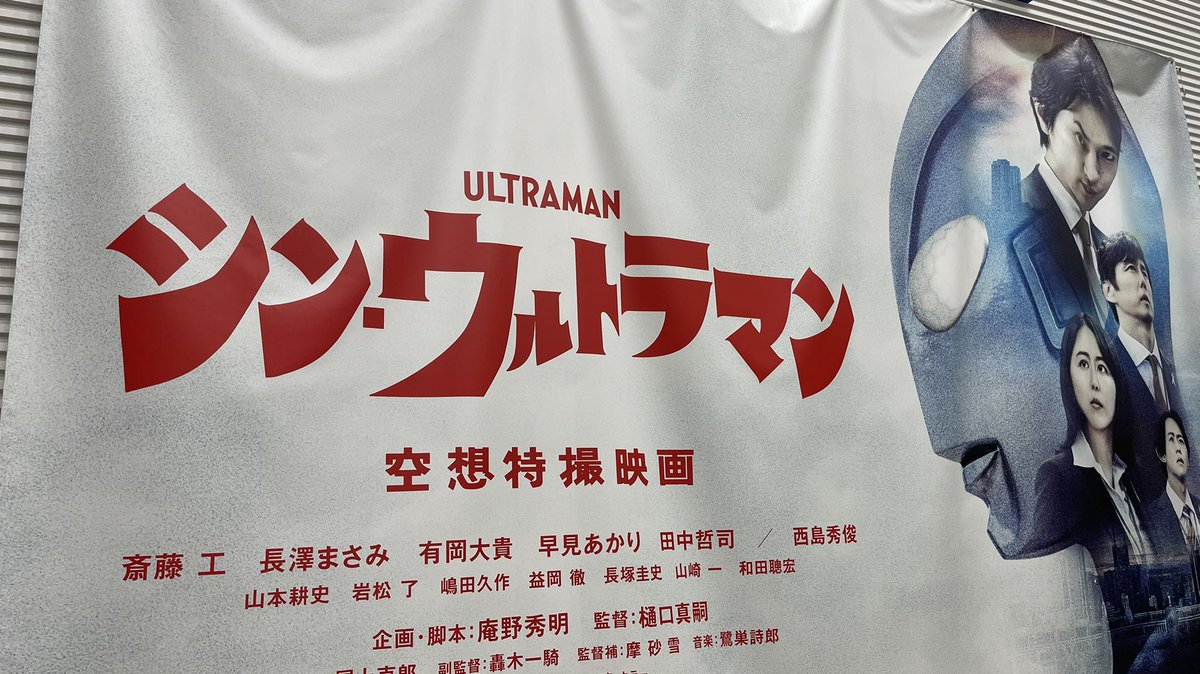 ULTRAMAN
シン・ウルトラマン
空想特撮映画
斎藤 工 長澤まさみ 有岡大貴 早見あかり 田中哲司 / 西島秀俊
山本耕史 岩松 了 嶋田久作 益岡 徹 長塚圭史 山崎 一 和田聰宏
企画・脚本:庵野秀明 監督:樋口真嗣
副監督:轟木一騎 監督補:摩砂雪 音楽:鷺巣詩郎